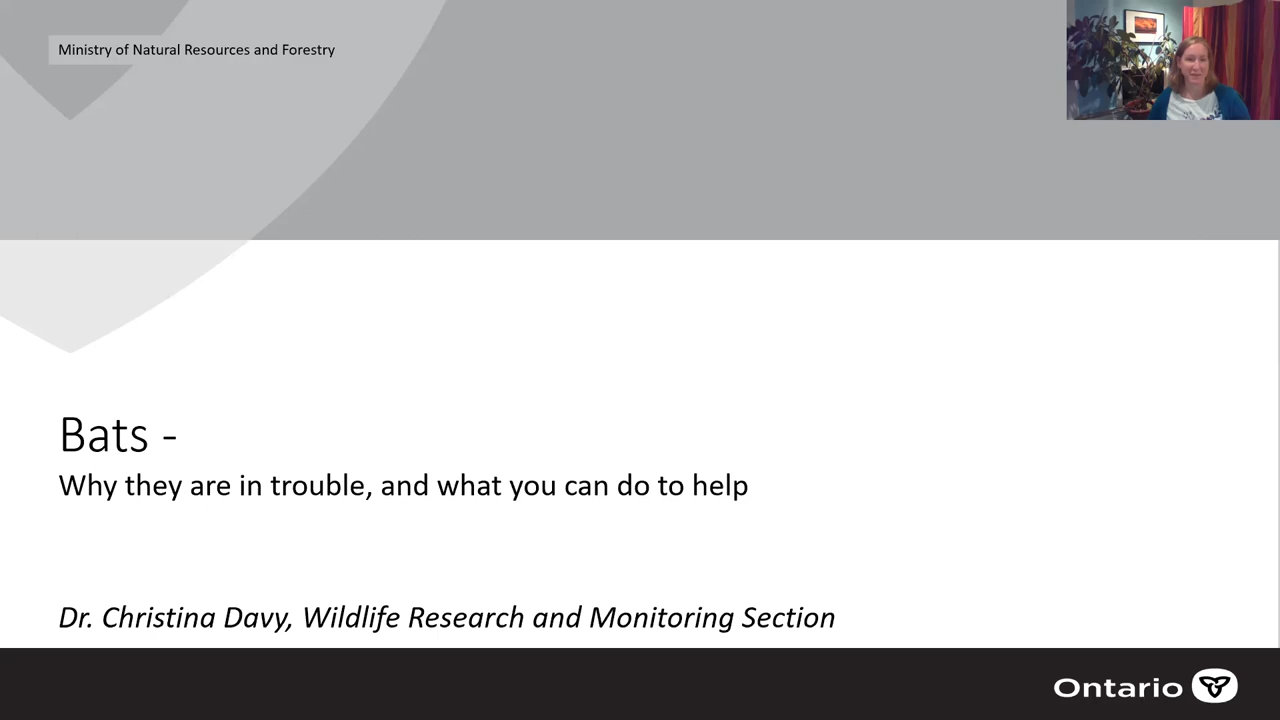 Ministry of Natural Resources and Forestry
Bats -
Why they are in trouble, and what you can do to help
Dr. Christina Davy, Wildlife Research and Monitoring Section
Ontario